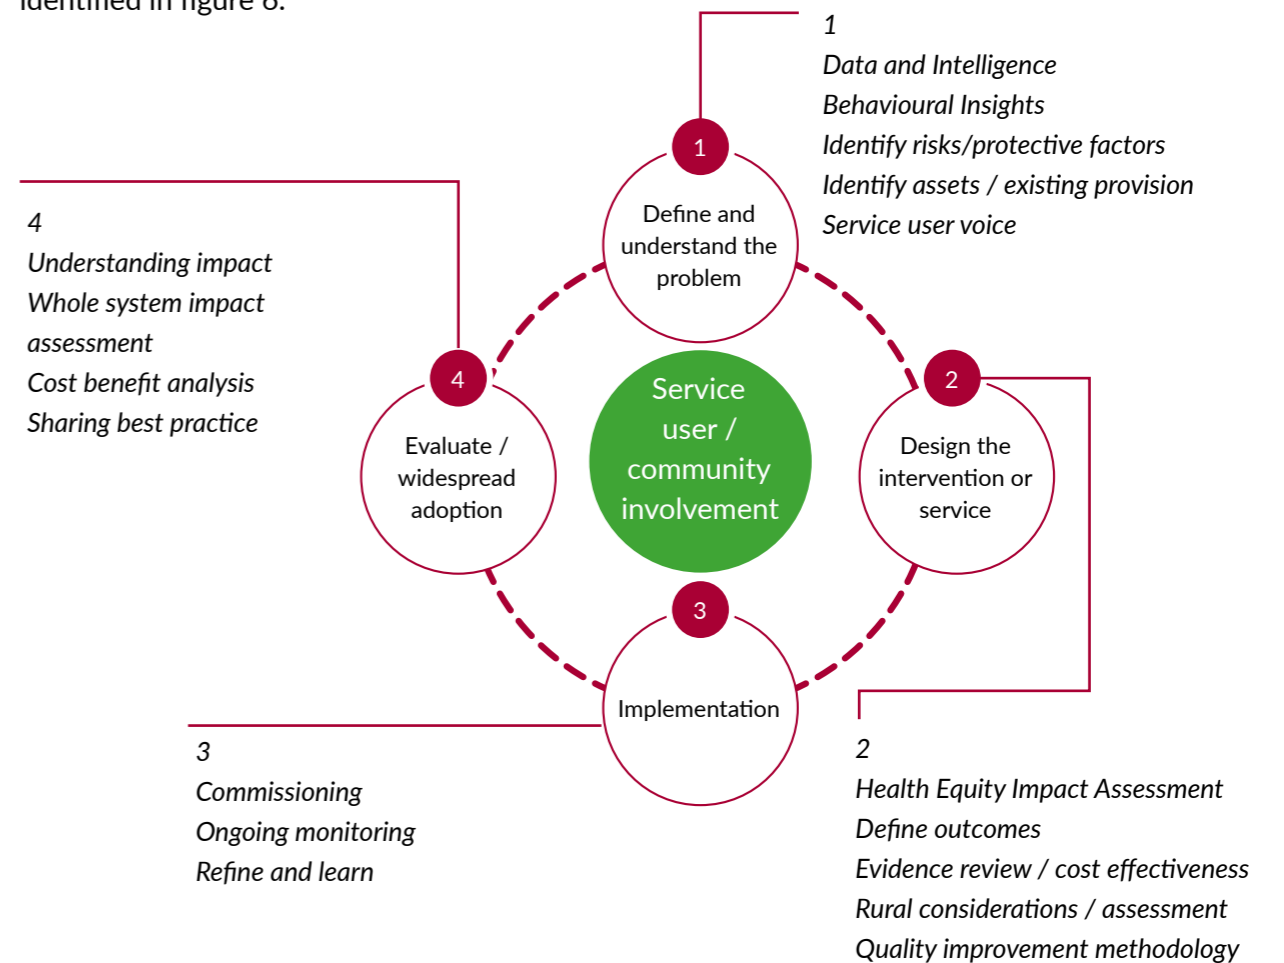 identified in figure 6.
1
Data and Intelligence
Behavioural Insights
Identify risks/protective factors
Identify assets / existing provision
Service user voice
1
Define and
understand the
problem
4
Understanding impact
Whole system impact
assessment
Cost benefit analysis
Sharing best practice
4
Evaluate /
widespread
adoption
Service
user /
community
involvement
2
Design the
intervention or
service
3
Implementation
3
Commissioning
Ongoing monitoring
Refine and learn
2
Health Equity Impact Assessment
Define outcomes
Evidence review / cost effectiveness
Rural considerations / assessment
Quality improvement methodology